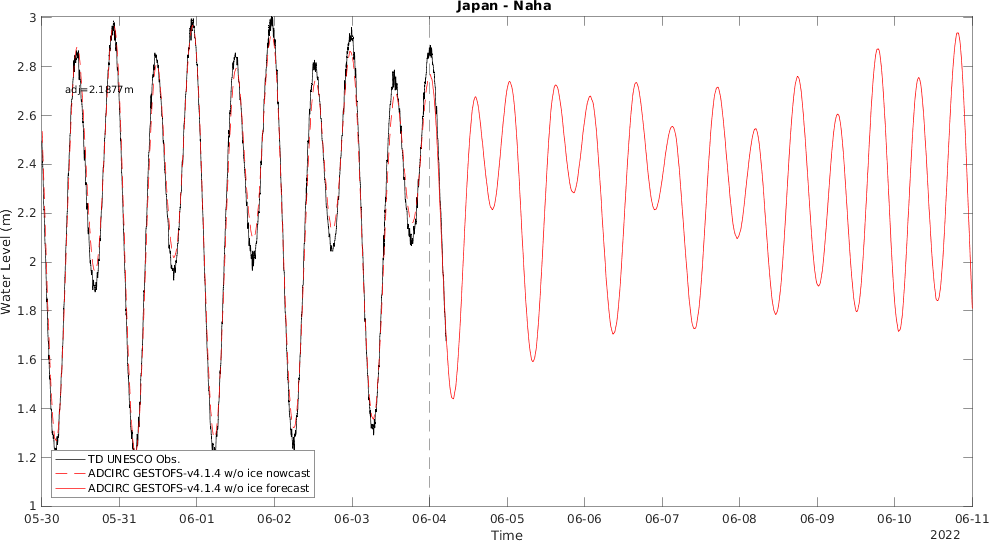 Japan - Naha
3
2.8
adj=2.1877m
2.6
2.4
2.2
Water Level (m)
2
1.8
1.6
1.4
1.2
1
TD UNESCO Obs.
ADCIRC GESTOFS-v4.1.4 w/o ice nowcast
ADCIRC GESTOFS-v4.1.4 w/o ice forecast
05-30 05-31 06-01 06-02 06-03 06-04 06-05 06-06 06-07 06-08 06-09 06-10 06-11
Time
2022